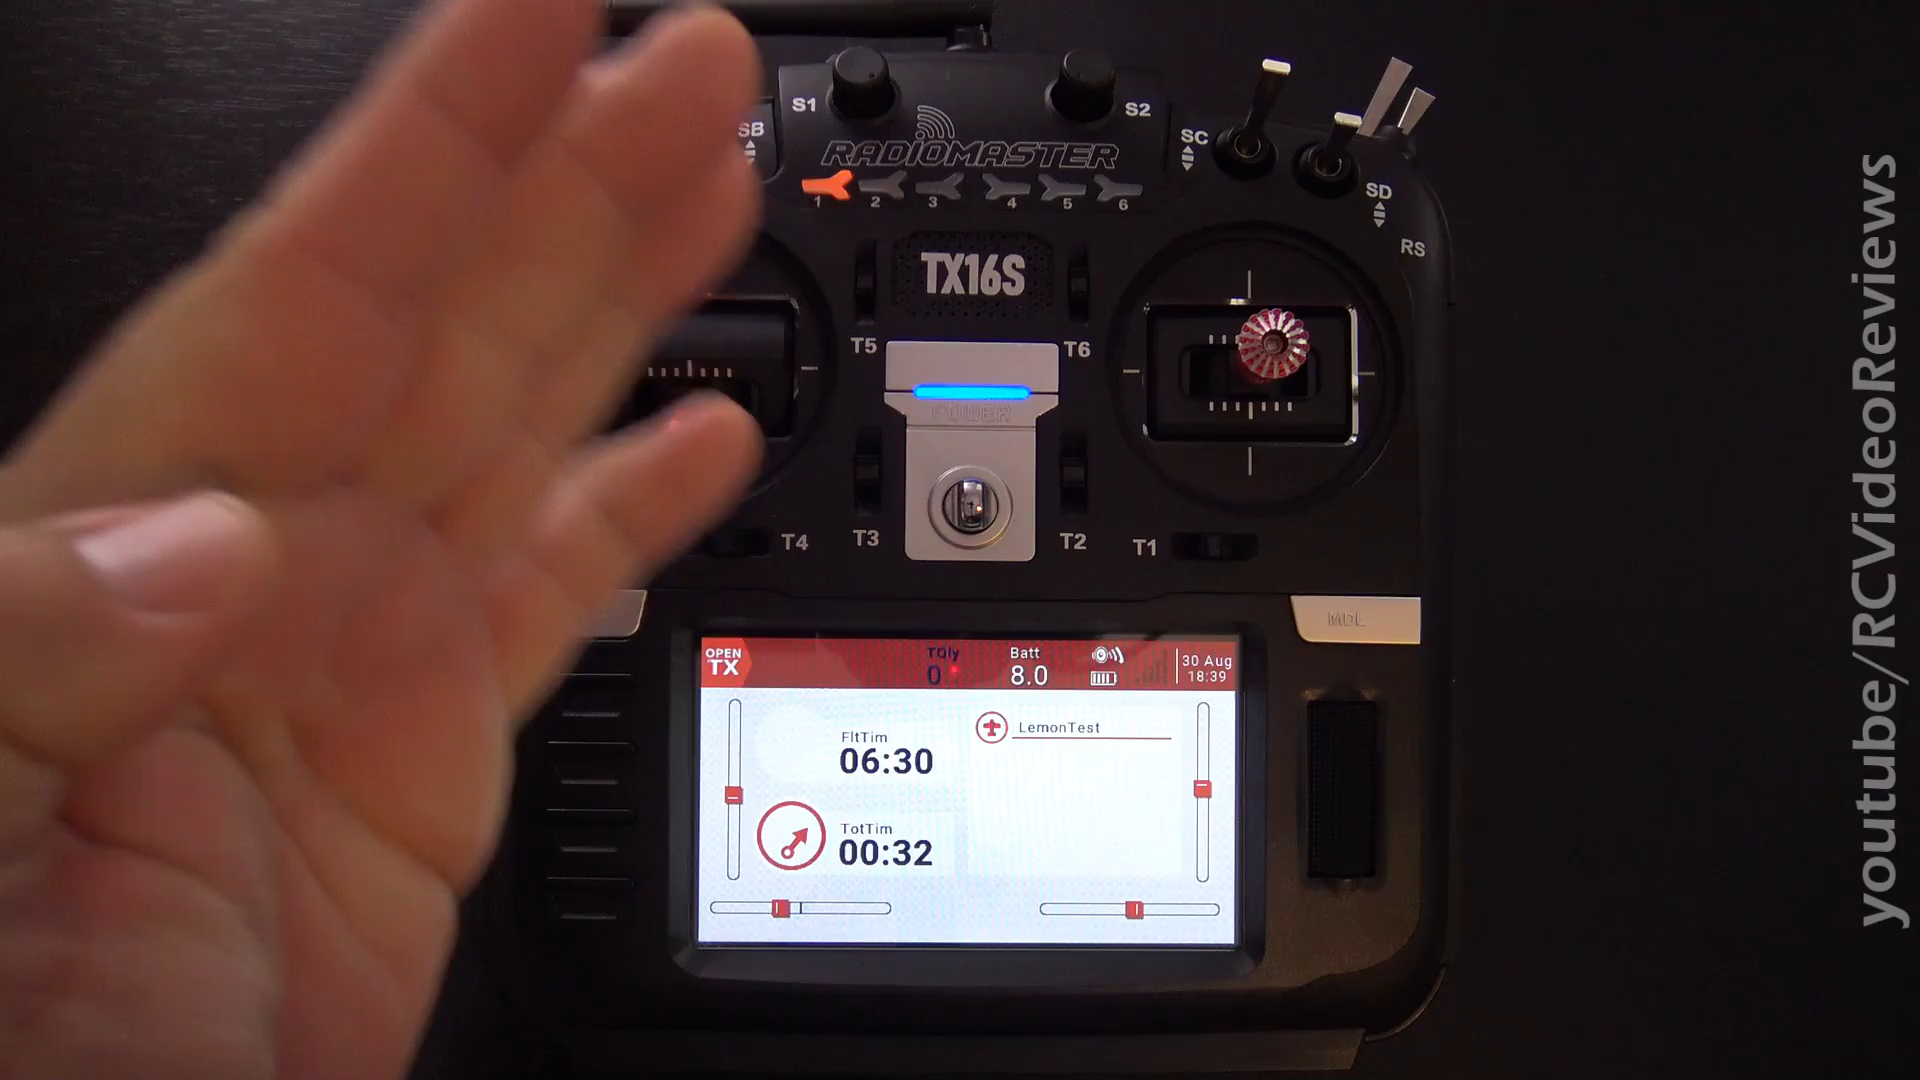 S1
S2
SB
SC
RADIOMASTER
1 2 3 4 5 6
SD
RS
TX16S
T5
T6
POWER
T3
T2
T4
T1
MDL
OPEN
TX
TQly
0
Batt
8.0
30 Aug
18:39
FltTim
06:30
LemonTest
TotTim
00:32
youtube/RCVideoReviews